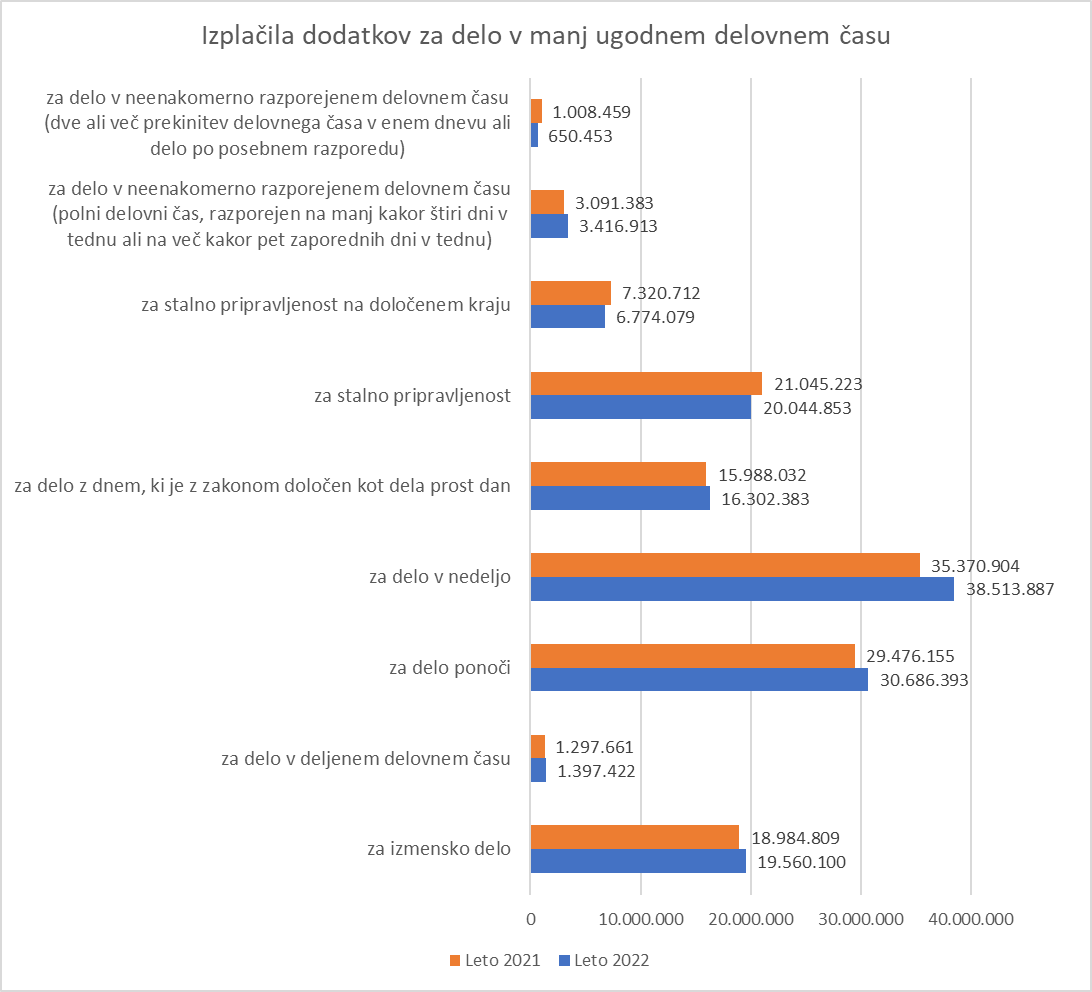 Izplačila dodatkov za delo v manj ugodnem delovnem času
za delo v neenakomerno razporejenem delovnem času
(dve ali več prekinitev delovnega časa v enem dnevu ali
delo po posebnem razporedu)
1.008.459
650.453
za delo v neenakomerno razporejenem delovnem času
(polni delovni čas, razporejen na manj kakor štiri dni v
tednu ali na več kakor pet zaporednih dni v tednu)
3.091.383
3.416.913
za stalno pripravljenost na določenem kraju
7.320.712
6.774.079
za stalno pripravljenost
21.045.223
20.044.853
za delo z dnem, ki je z zakonom določen kot dela prost dan
15.988.032
16.302.383
za delo v nedeljo
35.370.904
38.513.887
za delo ponoči
29.476.155
30.686.393
za delo v deljenem delovnem času
1.297.661
1.397.422
za izmensko delo
18.984.809
19.560.100
0 10.000.000 20.000.000 30.000.000 40.000.000
Leto 2021 Leto 2022